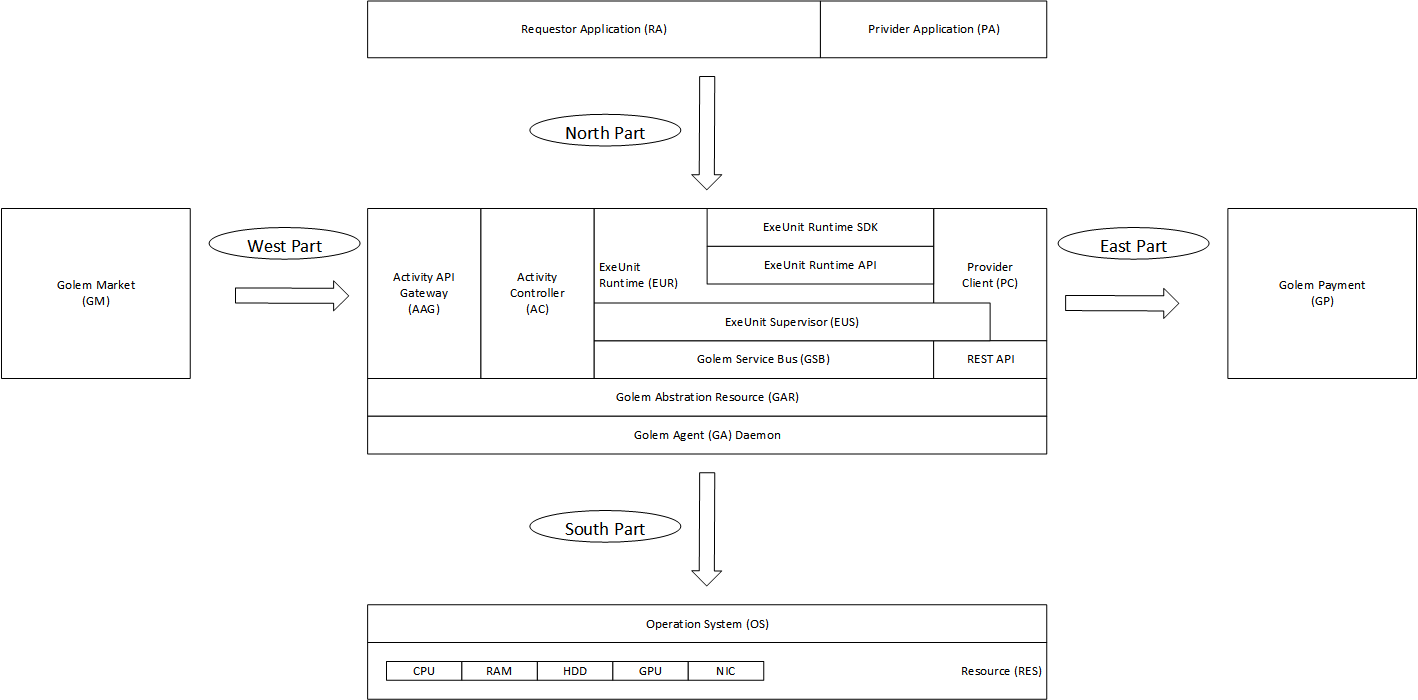 Requestor Application (RA)
Privider Application (PA)
North Part
Golem Market
(GM)
West Part
Activity API
Gateway
(AAG)
Activity
Controller
(AC)
ExeUnit
Runtime (EUR)
ExeUnit Runtime SDK
ExeUnit Runtime API
Provider
Client (PC)
ExeUnit Supervisor (EUS)
Golem Service Bus (GSB)
REST API
Golem Abstration Resource (GAR)
Golem Agent (GA) Daemon
East Part
Golem Payment
(GP)
South Part
Operation System (OS)
CPU
RAM
HDD
GPU
NIC
Resource (RES)